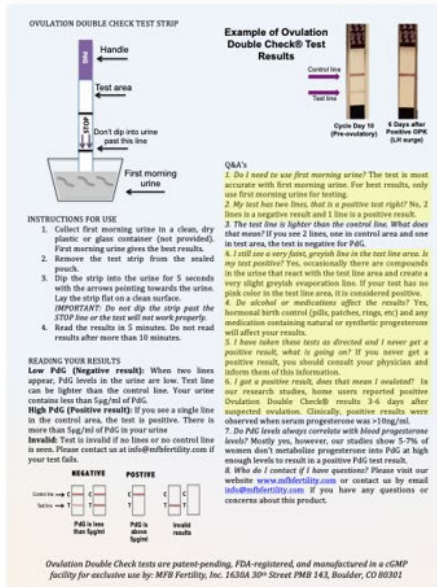 OVULATION DOUBLE CHECK TEST STRIP
Handle
Test area
STOP
Don't dip into urine
past this line
First morning
urine
INSTRUCTIONS FOR USE
1. Collect first morning urine in a clean, dry
plastic or glass container (not provided).
First morning urine gives the best results.
2. Remove the test strip from the sealed
pouch.
3. Dip the strip into the urine for 5 seconds
with the arrows pointing towards the urine.
Lay the strip flat on a clean surface.
IMPORTANT: Do not dip the strip past the
STOP line or the test will not work properly.
4. Read the results in 5 minutes. Do not read
results after more than 10 minutes.
READING YOUR RESULTS
Low PdG (Negative result): When two lines
appear, PdG levels in the urine are low. Test line
can be lighter than the control line. Your urine
contains less than 5µg/ml of PdG.
High PdG (Positive result): If you see a single line
in the control area, the test is positive. There is
more than 5µg/ml of PdG in your urine
Invalid: Test is invalid if no lines or no control line
is seen. Please contact us at info@mfbfertility.com if
your test fails.
NEGATIVE POSTIVE
Control line C C C C
Test line T T T T
PdG is less
than 5µg/ml
PdG is
above
5µg/ml
Invalid
results
Example of Ovulation
Double Check® Test
Results
Control line
Test line
Cycle Day 10
(Pre-ovulatory)
6 Days after
Positive OPK
(LH surge)
Q&A's
1. Do I need to use first morning urine? The test is most
accurate with first morning urine. For best results, only
use first morning urine for testing.
2. My test has two lines, that is a positive test right? No, 2
lines is a negative result and 1 line is a positive result.
3. The test line is lighter than the control line. What does
that mean? If you see 2 lines, one in control area and one
in test area, the test is negative for PdG.
4. I still see a very faint, greyish line in the test line area. Is
my test positive? Yes, occasionally there are compounds
in the urine that react with the test line area and create a
very slight greyish evaporation line. If your test has no
pink color in the test line area, it is considered positive.
4. Do alcohol or medications affect the results? Yes,
hormonal birth control (pills, patches, rings, etc) and any
medication containing natural or synthetic progesterone
will affect your results.
5. I have taken these tests as directed and I never get a
positive result, what is going on? If you never get a
positive result, you should consult your physician and
inform them of this information.
6. I got a positive result, does that mean I ovulated? In
our research studies, home users reported positive
Ovulation Double Check® results 3-6 days after
suspected ovulation. Clinically, positive results were
observed when serum progesterone was >10ng/ml.
7. Do PdG levels always correlate with blood progesterone
levels? Mostly yes, however, our studies show 5-7% of
women don't metabolize progesterone into PdG at high
enough levels to result in a positive PdG test result.
8. Who do I contact if I have questions? Please visit our
website www.mfbfertility.com or contact us by email
info@mfbfertility.com if you have any questions or
concerns about this product.
Ovulation Double Check tests are patent-pending, FDA-registered, and manufactured in a cGMP
facility for exclusive use by: MFB Fertility, Inc. 1630A 30th Street PMB 143, Boulder, CO 80301